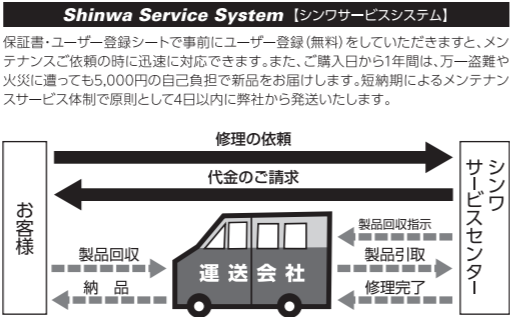 Shinwa Service System【シンワサービスシステム】
保証書・ユーザー登録シートで事前にユーザー登録(無料)をしていただきますと、メン
テナンスご依頼の時に迅速に対応できます。また、ご購入日から1年間は、万一盗難や
火災に遭っても5,000円の自己負担で新品をお届けします。短納期によるメンテナン
スサービス体制で原則として4日以内に弊社から発送いたします。
修理の依頼
代金のご請求
お客様
シンワ
サービスセンター
製品回収指示
製品回収
製品引取
運送会社
納 品
修理完了